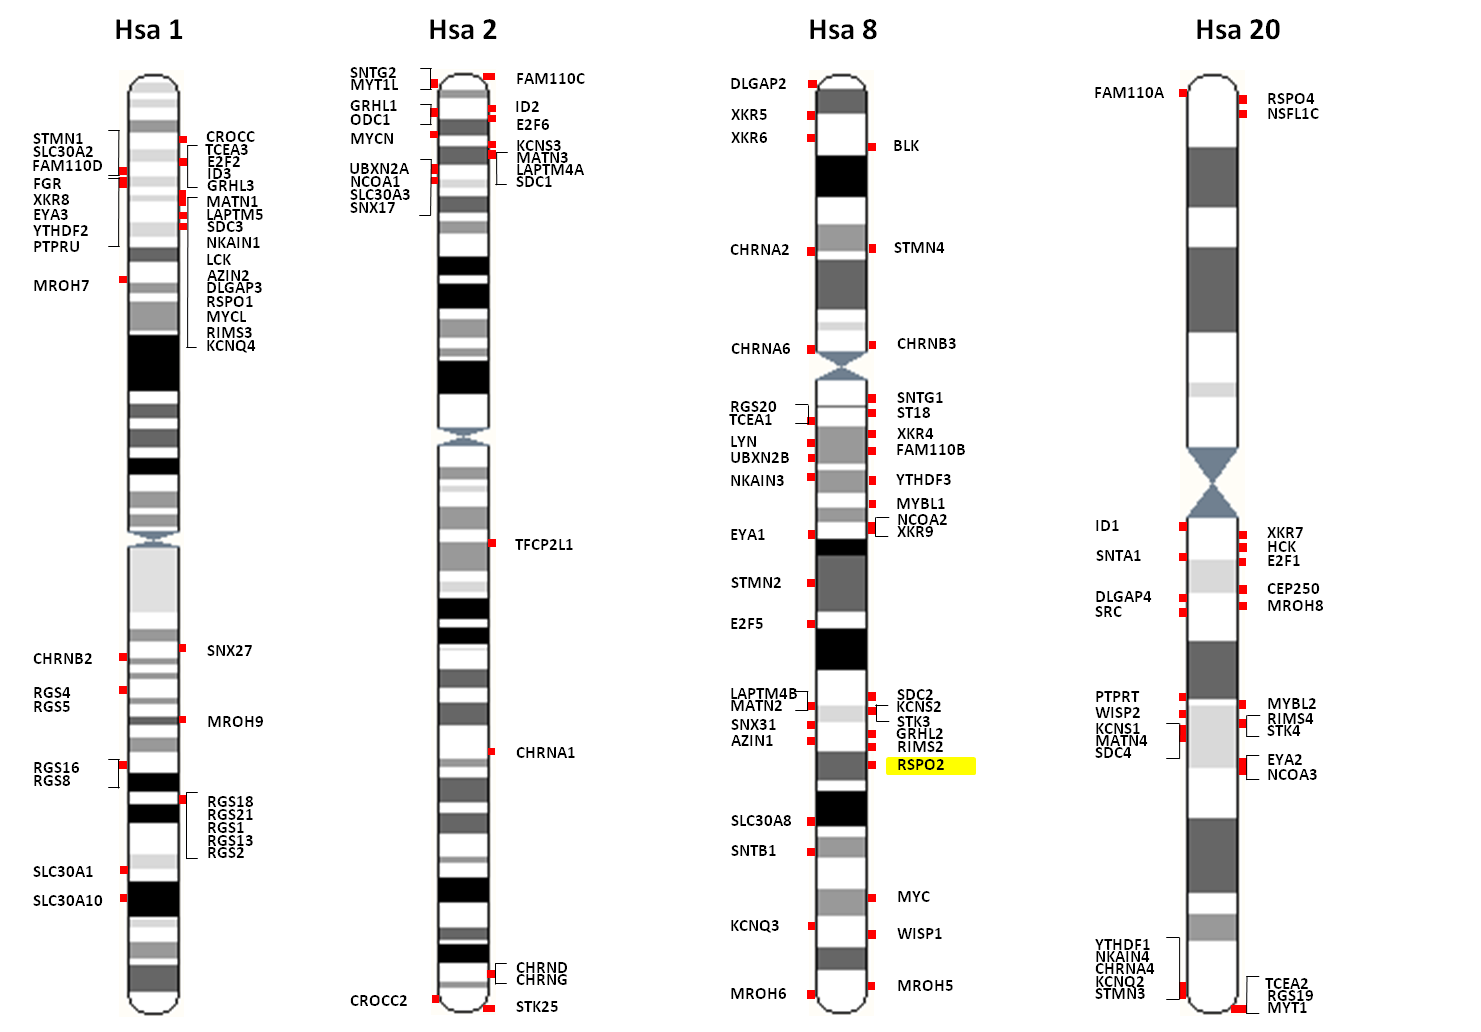 Hsa 1
STMN1
SLC30A2
FAM110D
FGR
XKR8
EYA3
YTHDF2
PTPRU
MROH7
CHRNB2
RGS4
RGS5
RGS16
RGS8
SLC30A1
SLC30A10
CROCC
TCEA3
E2F2
ID3
GRHL3
MATN1
LAPTM5
SDC3
NKAIN1
LCK
AZIN2
DLGAP3
RSPO1
MYCL
RIMS3
KCNQ4
SNX27
MROH9
RGS18
RGS21
RGS1
RGS13
RGS2
Hsa 2
SNTG2
MYT1L
GRHL1
ODC1
MYCN
UBXN2A
NCOA1
SLC30A3
SNX17
CROCC2
FAM110C
ID2
E2F6
KCNS3
MATN3
LAPTM4A
SDC1
TFCP2L1
CHRNA1
CHRND
CHRNG
STK25
Hsa 8
DLGAP2
XKR5
XKR6
CHRNA2
CHRNA6
RGS20
TCEA1
LYN
UBXN2B
NKAIN3
EYA1
STMN2
E2F5
LAPTM4B
MATN2
SNX31
AZIN1
SLC30A8
SNTB1
KCNQ3
MROH6
BLK
STMN4
CHRNB3
SNTG1
ST18
XKR4
FAM110B
YTHDF3
MYBL1
NCOA2
XKR9
SDC2
KCNS2
STK3
GRHL2
RIMS2
RSPO2
MYC
WISP1
MROH5
Hsa 20
FAM110A
ID1
SNTA1
DLGAP4
SRC
PTPRT
WISP2
KCNS1
MATN4
SDC4
YTHDF1
NKAIN4
CHRNA4
KCNQ2
STMN3
RSPO4
NSFL1C
XKR7
HCK
E2F1
CEP250
MROH8
MYBL2
RIMS4
STK4
EYA2
NCOA3
TCEA2
RGS19
MYT1